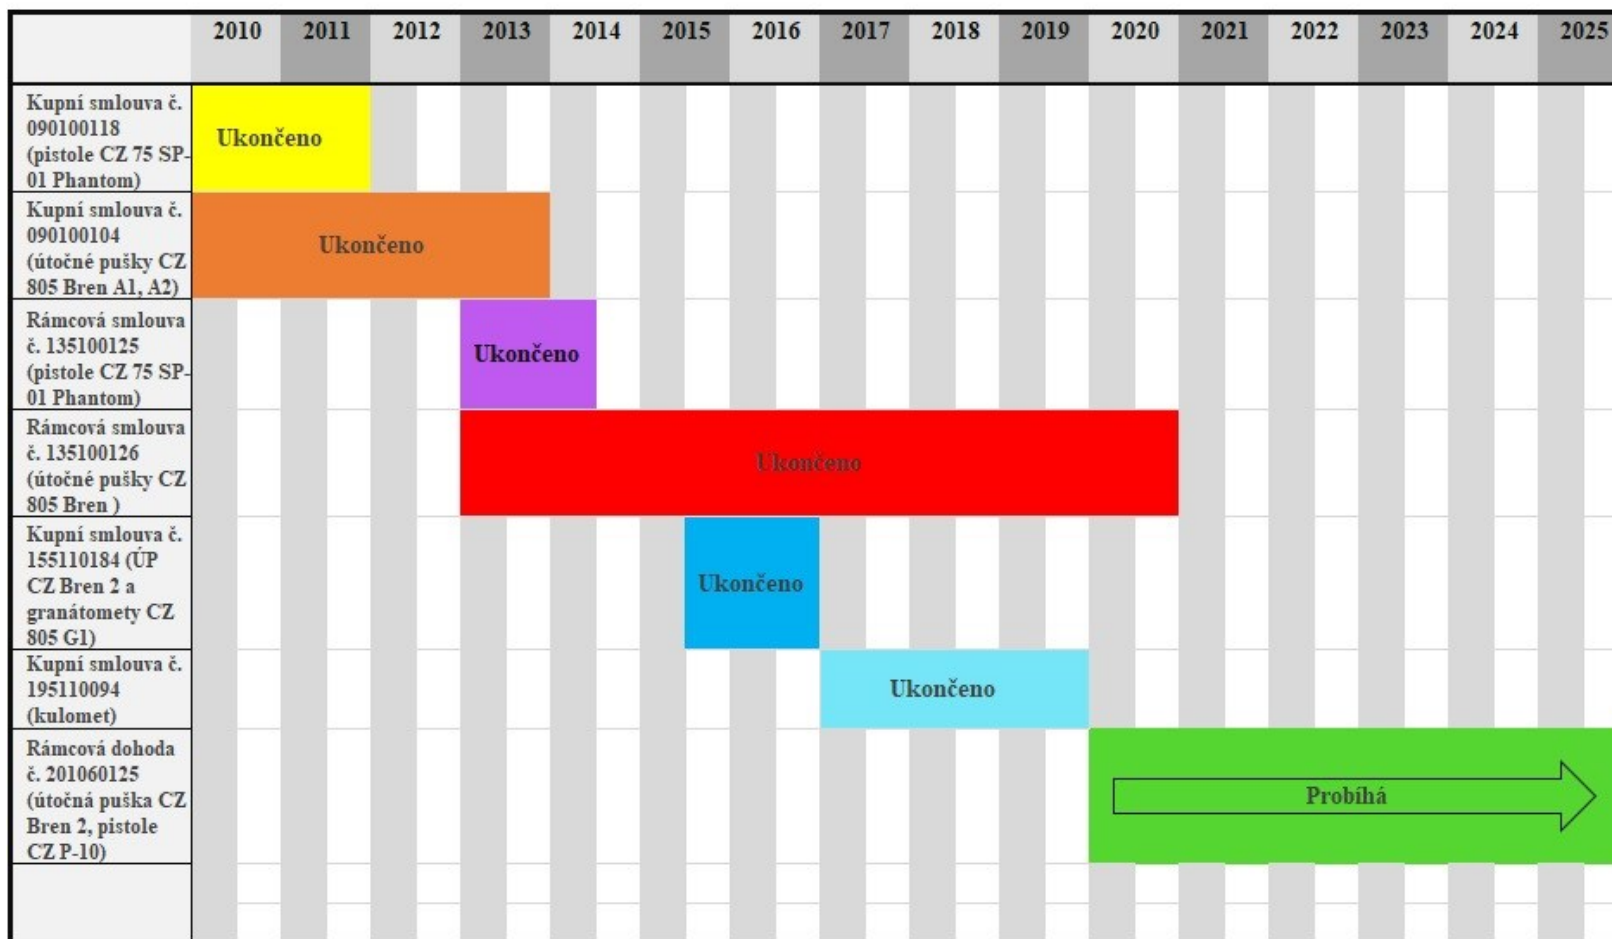 2010 2011 2012 2013 2014 2015 2016 2017 2018 2019 2020 2021 2022 2023 2024 2025
Kupní smlouva č.
090100118
(pistole CZ 75 SP-
01 Phantom)
Ukončeno
Kupní smlouva č.
090100104
(útočné pušky CZ
805 Bren A1, A2)
Ukončeno
Rámcová smlouva
č. 135100125
(pistole CZ 75 SP-
01 Phantom)
Ukončeno
Rámcová smlouva
č. 135100126
(útočné pušky CZ
805 Bren )
Ukončeno
Kupní smlouva č.
155110184 (ÚP
CZ Bren 2 a
granátomety CZ
805 G1)
Ukončeno
Kupní smlouva č.
195110094
(kulomet)
Ukončeno
Rámcová dohoda
č. 201060125
(útočná puška CZ
Bren 2, pistole
CZ P-10)
Probíhá